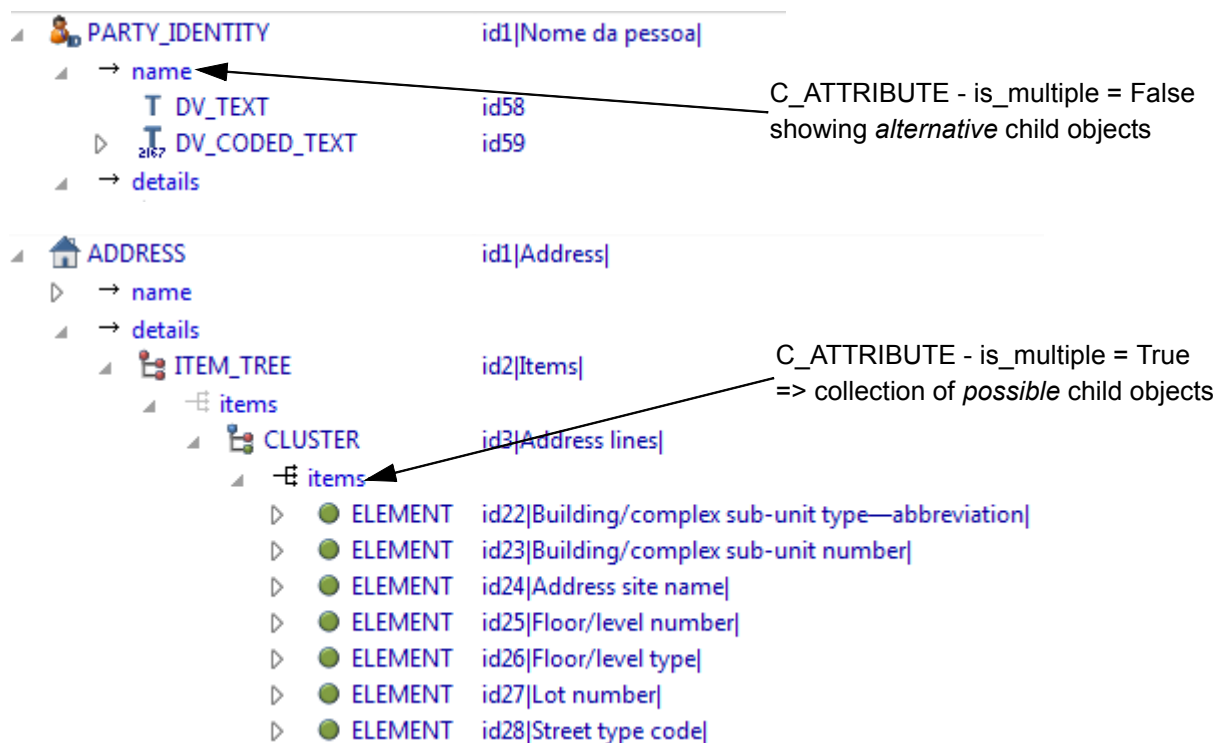 PARTY_IDENTITY id1|Nome da pessoa|
→ name
C_ATTRIBUTE - is_multiple = False
showing alternative child objects
T DV_TEXT id58
T 2167 DV_CODED_TEXT id59
→ details
ADDRESS id1|Address|
→ name
→ details
C_ATTRIBUTE - is_multiple = True
=> collection of possible child objects
ITEM_TREE id2|Items|
items
CLUSTER id3|Address lines|
items
ELEMENT id22|Building/complex sub-unit type—abbreviation|
ELEMENT id23|Building/complex sub-unit number|
ELEMENT id24|Address site name|
ELEMENT id25|Floor/level number|
ELEMENT id26|Floor/level type|
ELEMENT id27|Lot number|
ELEMENT id28|Street type code|